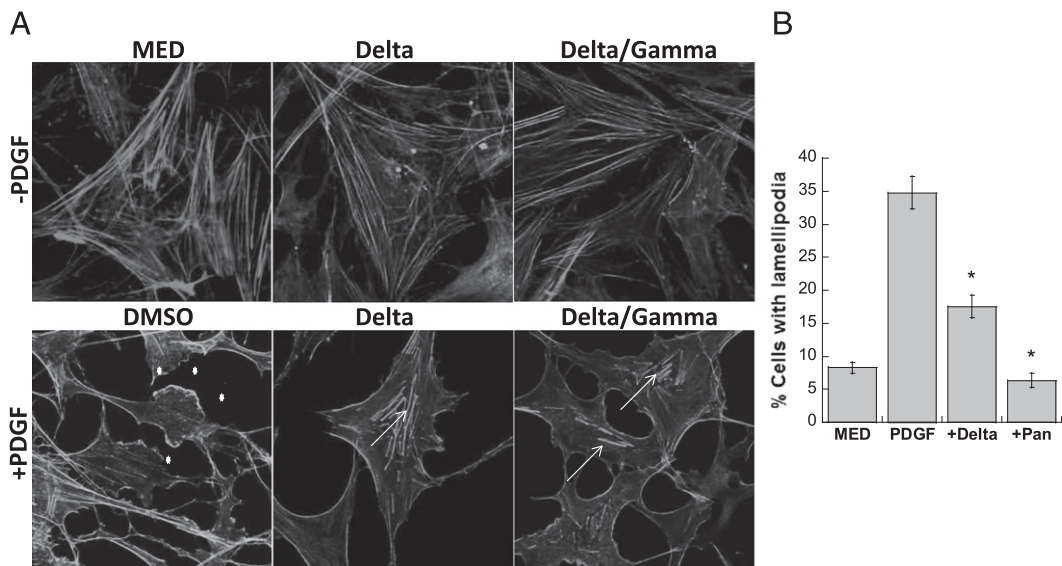 A
B
MED
Delta
Delta/Gamma
-PDGF
DMSO
Delta
Delta/Gamma
+PDGF
% Cells with lamellipodia
40
35
30
25
20
15
10
5
0
*
*
MED
PDGF
+Delta
+Pan